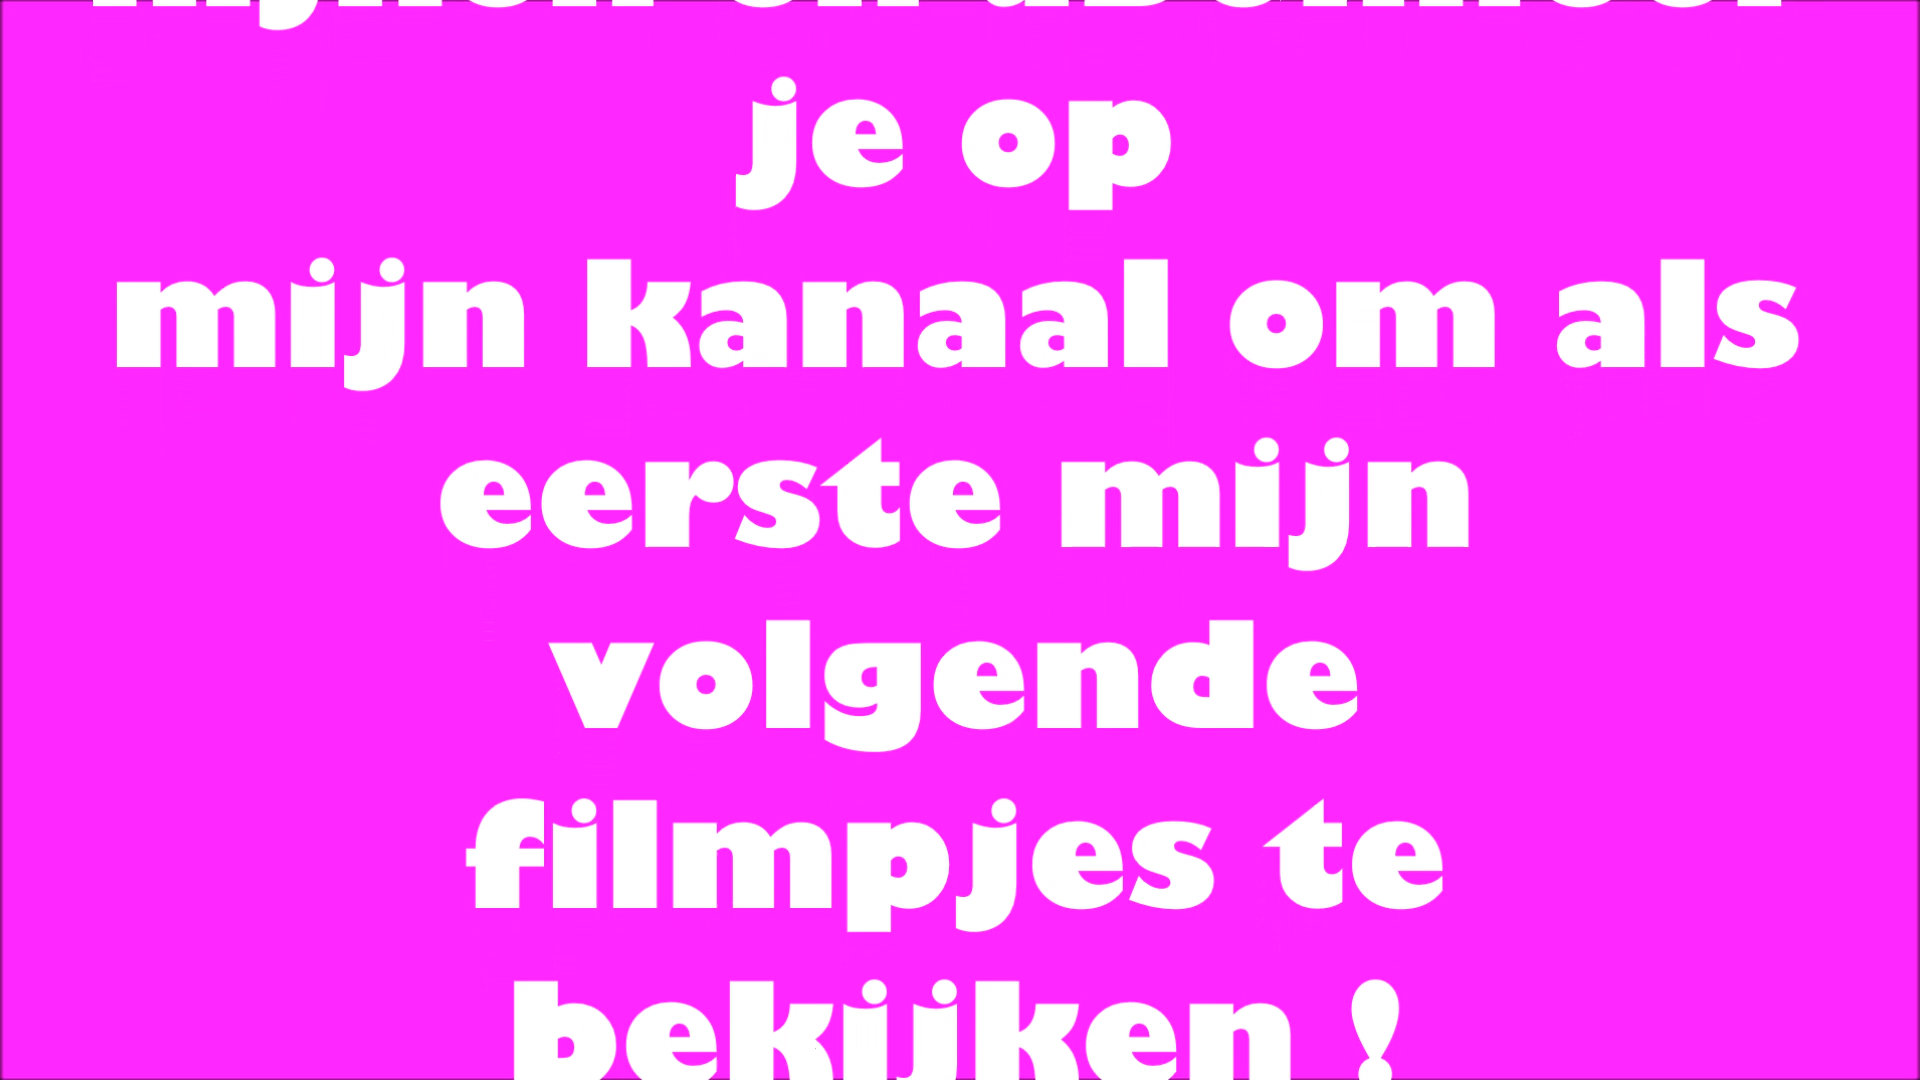 je op
mijn kanaal om als
eerste mijn
volgende
filmpjes te
bekijken !